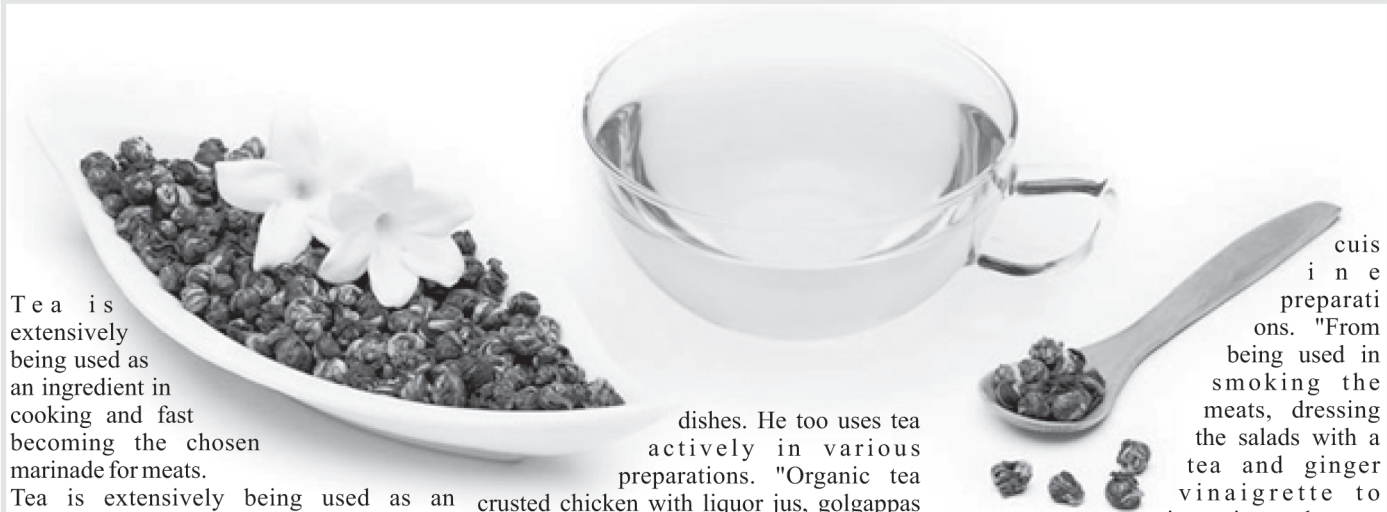 Tea is
extensively
being used as
an ingredient in
cooking and fast
becoming the chosen
marinade for meats.
Tea is extensively being used as an
dishes. He too uses tea
actively in various
preparations. "Organic tea
crusted chicken with liquor jus, golgappas
cuis
ine
preparati
ons. "From
being used in
smoking the
meats, dressing
the salads with a
tea and ginger
vinaigrette to